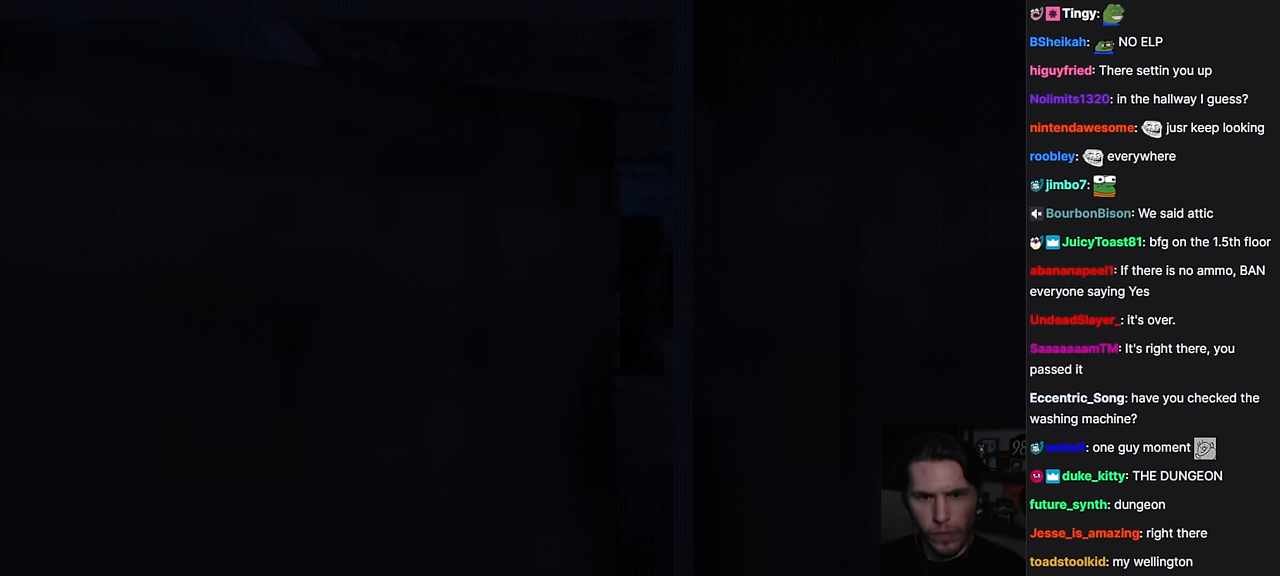 Tingy:
BSheikah: NO ELP
higuyfried: There settin you up
Nolimits1320: in the hallway I guess?
nintendawesome: jusr keep looking
roobley: everywhere
jimbo7:
BourbonBison: We said attic
JuicyToast81: bfg on the 1.5th floor
abananapeel1: If there is no ammo, BAN
everyone saying Yes
UndeadSlayer_: it's over.
SaaaaaaamTM: It's right there, you
passed it
Eccentric_Song: have you checked the
washing machine?
: one guy moment
duke_kitty: THE DUNGEON
future_synth: dungeon
Jesse_is_amazing: right there
toadstoolkid: my wellington
98